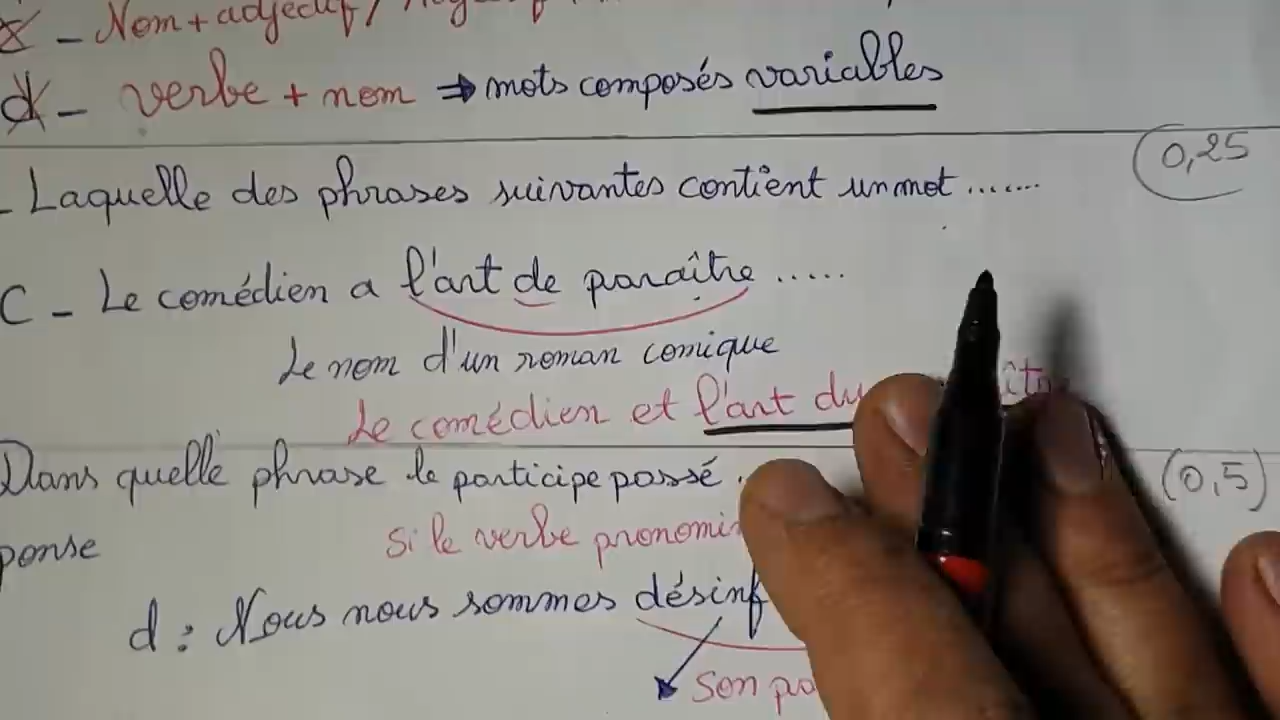 - Nom + adjectif /
d - verbe + nom ⇒ mots composés variables
- Laquelle des phrases suivantes contient un mot ....... 0,25
C - Le comédien a l'art de paraître .....
Le nom d'un roman comique
Le comédien et l'art du
Dans quelle phrase le participe passé . (0,5)
ponse si le verbe
d : Nous nous sommes
Son